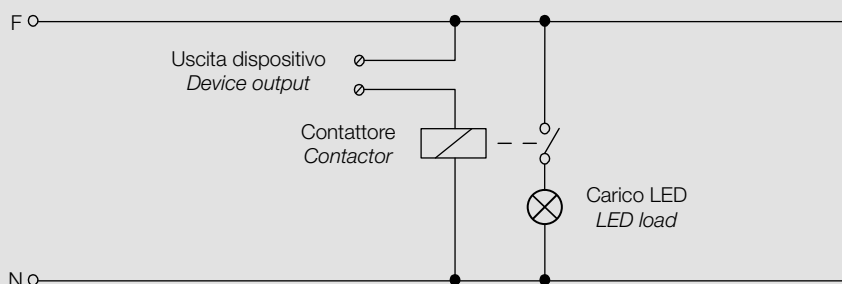 F
Uscita dispositivo
Device output
Contattore
Contactor
Carico LED
LED load
N